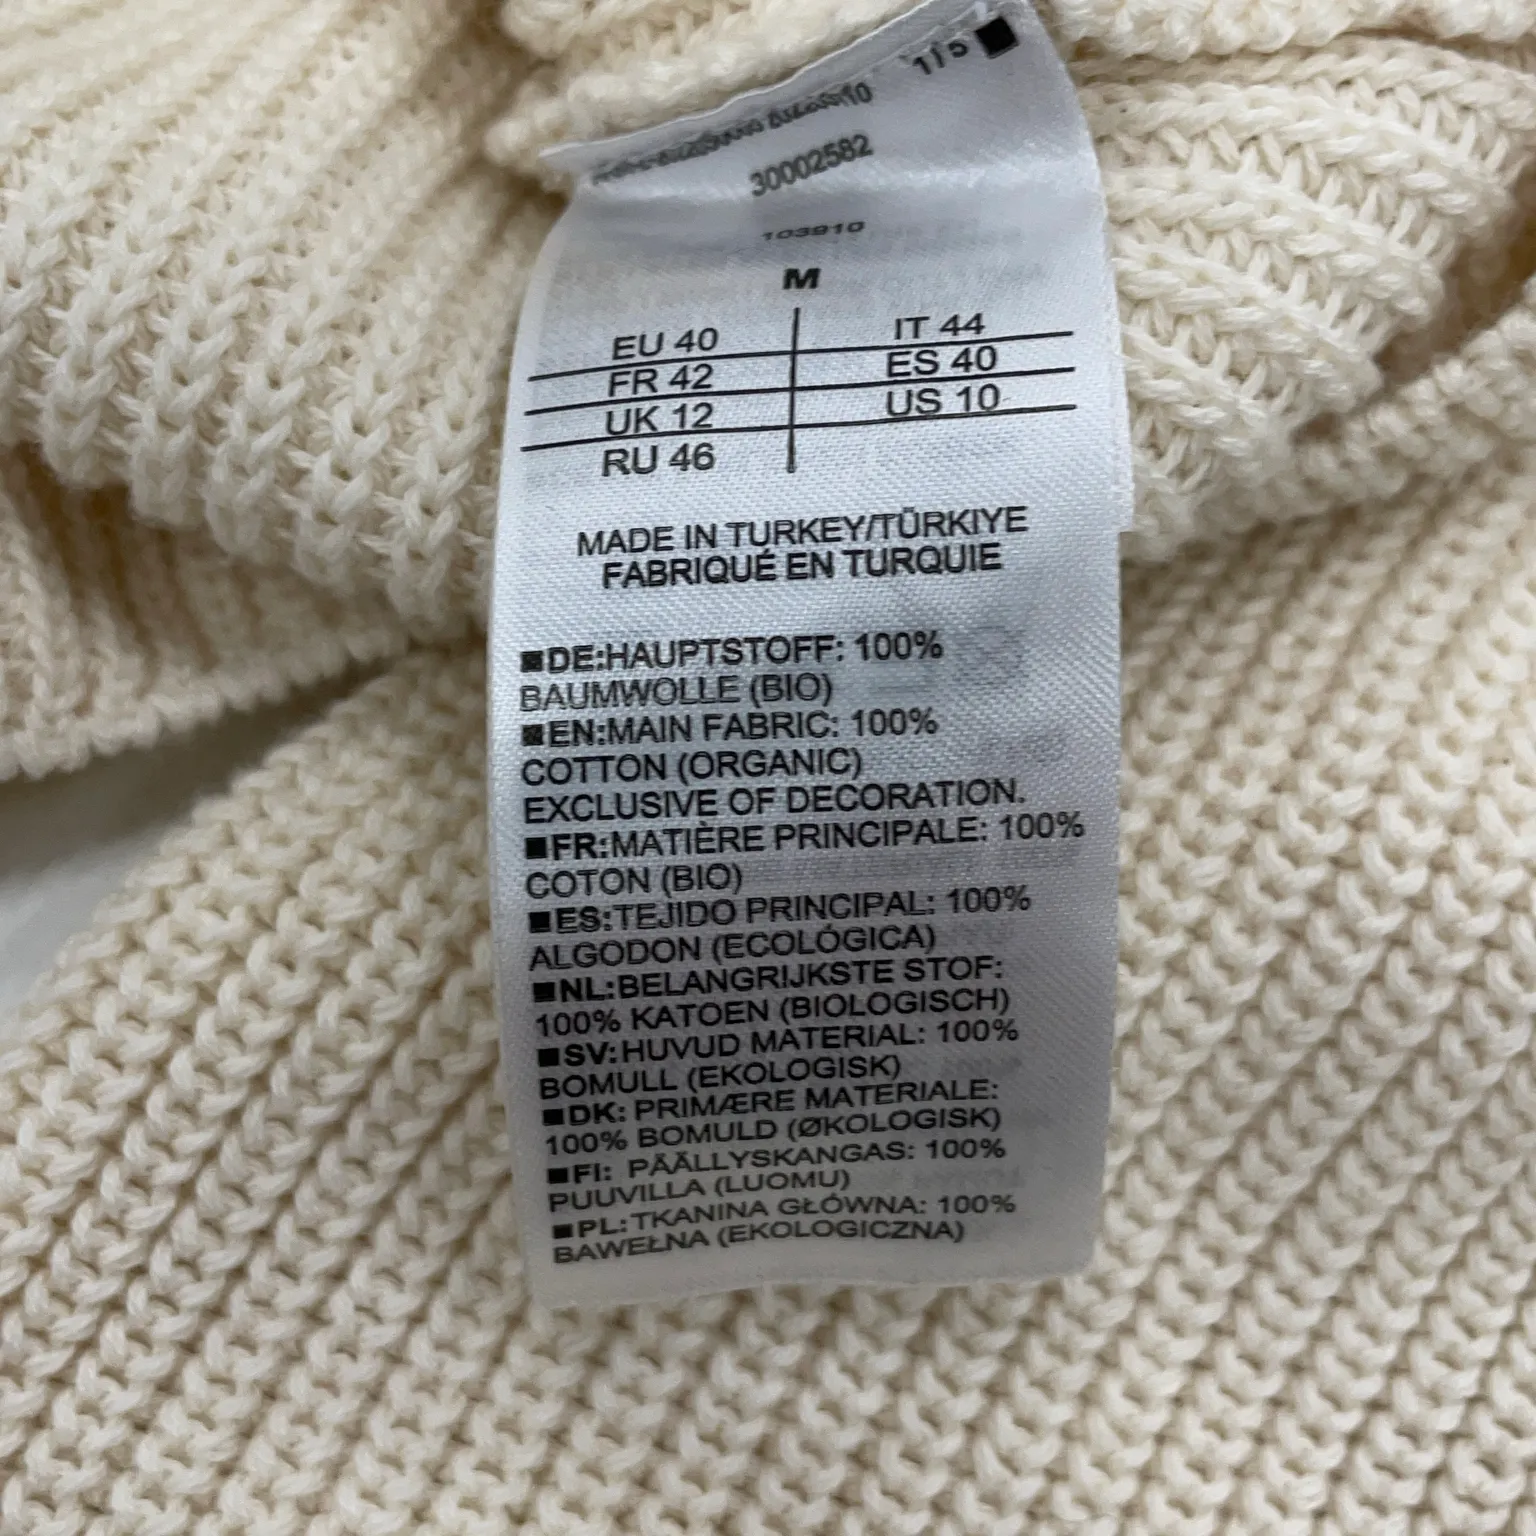 1/5
30002582
103910
M
EU 40 IT 44
FR 42 ES 40
UK 12 US 10
RU 46
MADE IN TURKEY/TÜRKIYE
FABRIQUÉ EN TURQUIE
DE:HAUPTSTOFF: 100%
BAUMWOLLE (BIO)
EN:MAIN FABRIC: 100%
COTTON (ORGANIC)
EXCLUSIVE OF DECORATION.
FR:MATIÈRE PRINCIPALE: 100%
COTON (BIO)
ES:TEJIDO PRINCIPAL: 100%
ALGODON (ECOLÓGICA)
NL:BELANGRIJKSTE STOF:
100% KATOEN (BIOLOGISCH)
SV:HUVUD MATERIAL: 100%
BOMULL (EKOLOGISK)
DK: PRIMÆRE MATERIALE:
100% BOMULD (ØKOLOGISK)
FI: PÄÄLLYSKANGAS: 100%
PUUVILLA (LUOMU)
PL:TKANINA GŁÓWNA: 100%
BAWEŁNA (EKOLOGICZNA)